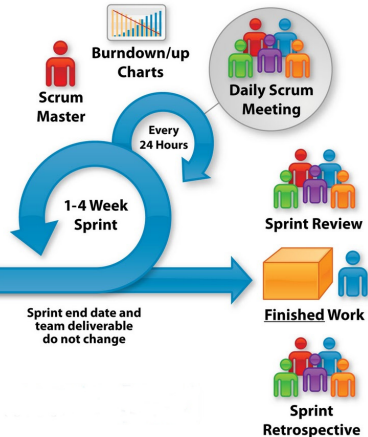 Burndown/up
Charts
Scrum
Master
Daily Scrum
Meeting
Every
24 Hours
1-4 Week
Sprint
Sprint Review
Finished Work
Sprint end date and
team deliverable
do not change
Sprint
Retrospective